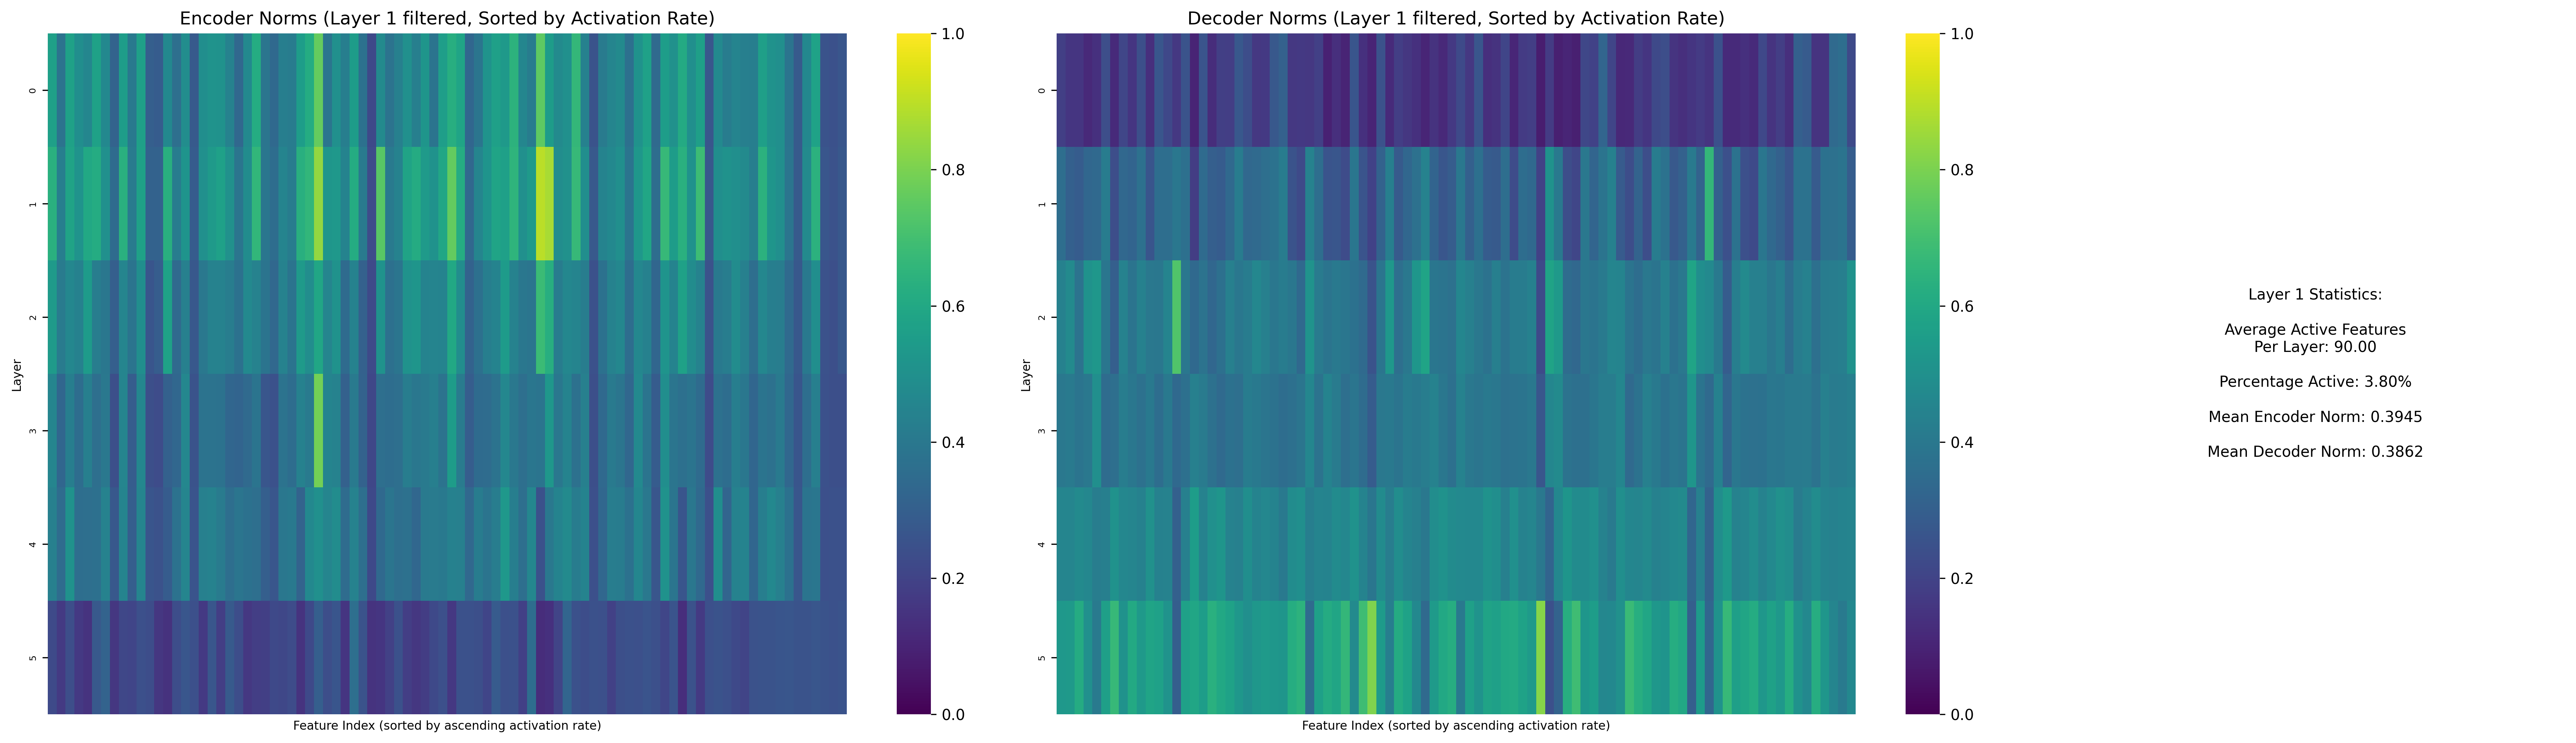 Encoder Norms (Layer 1 filtered, Sorted by Activation Rate)
Layer
0
1
2
3
4
5
Feature Index (sorted by ascending activation rate)
1.0
0.8
0.6
0.4
0.2
0.0
Decoder Norms (Layer 1 filtered, Sorted by Activation Rate)
Layer
0
1
2
3
4
5
Feature Index (sorted by ascending activation rate)
1.0
0.8
0.6
0.4
0.2
0.0
Layer 1 Statistics:
Average Active Features
Per Layer: 90.00
Percentage Active: 3.80%
Mean Encoder Norm: 0.3945
Mean Decoder Norm: 0.3862